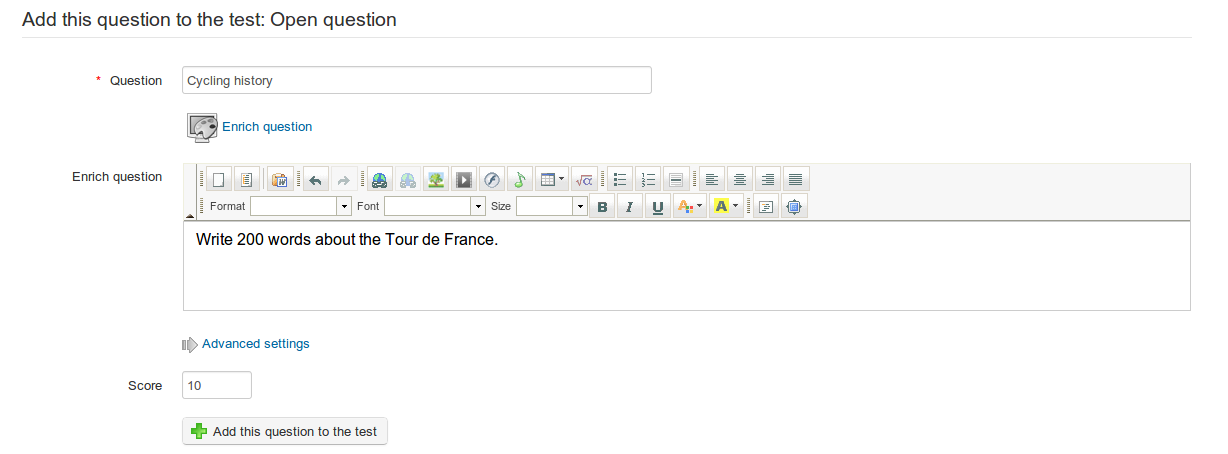 Add this question to the test: Open question
* Question Cycling history
Enrich question
Enrich question
Format Font Size B I U A A
Write 200 words about the Tour de France.
Advanced settings
Score 10
Add this question to the test